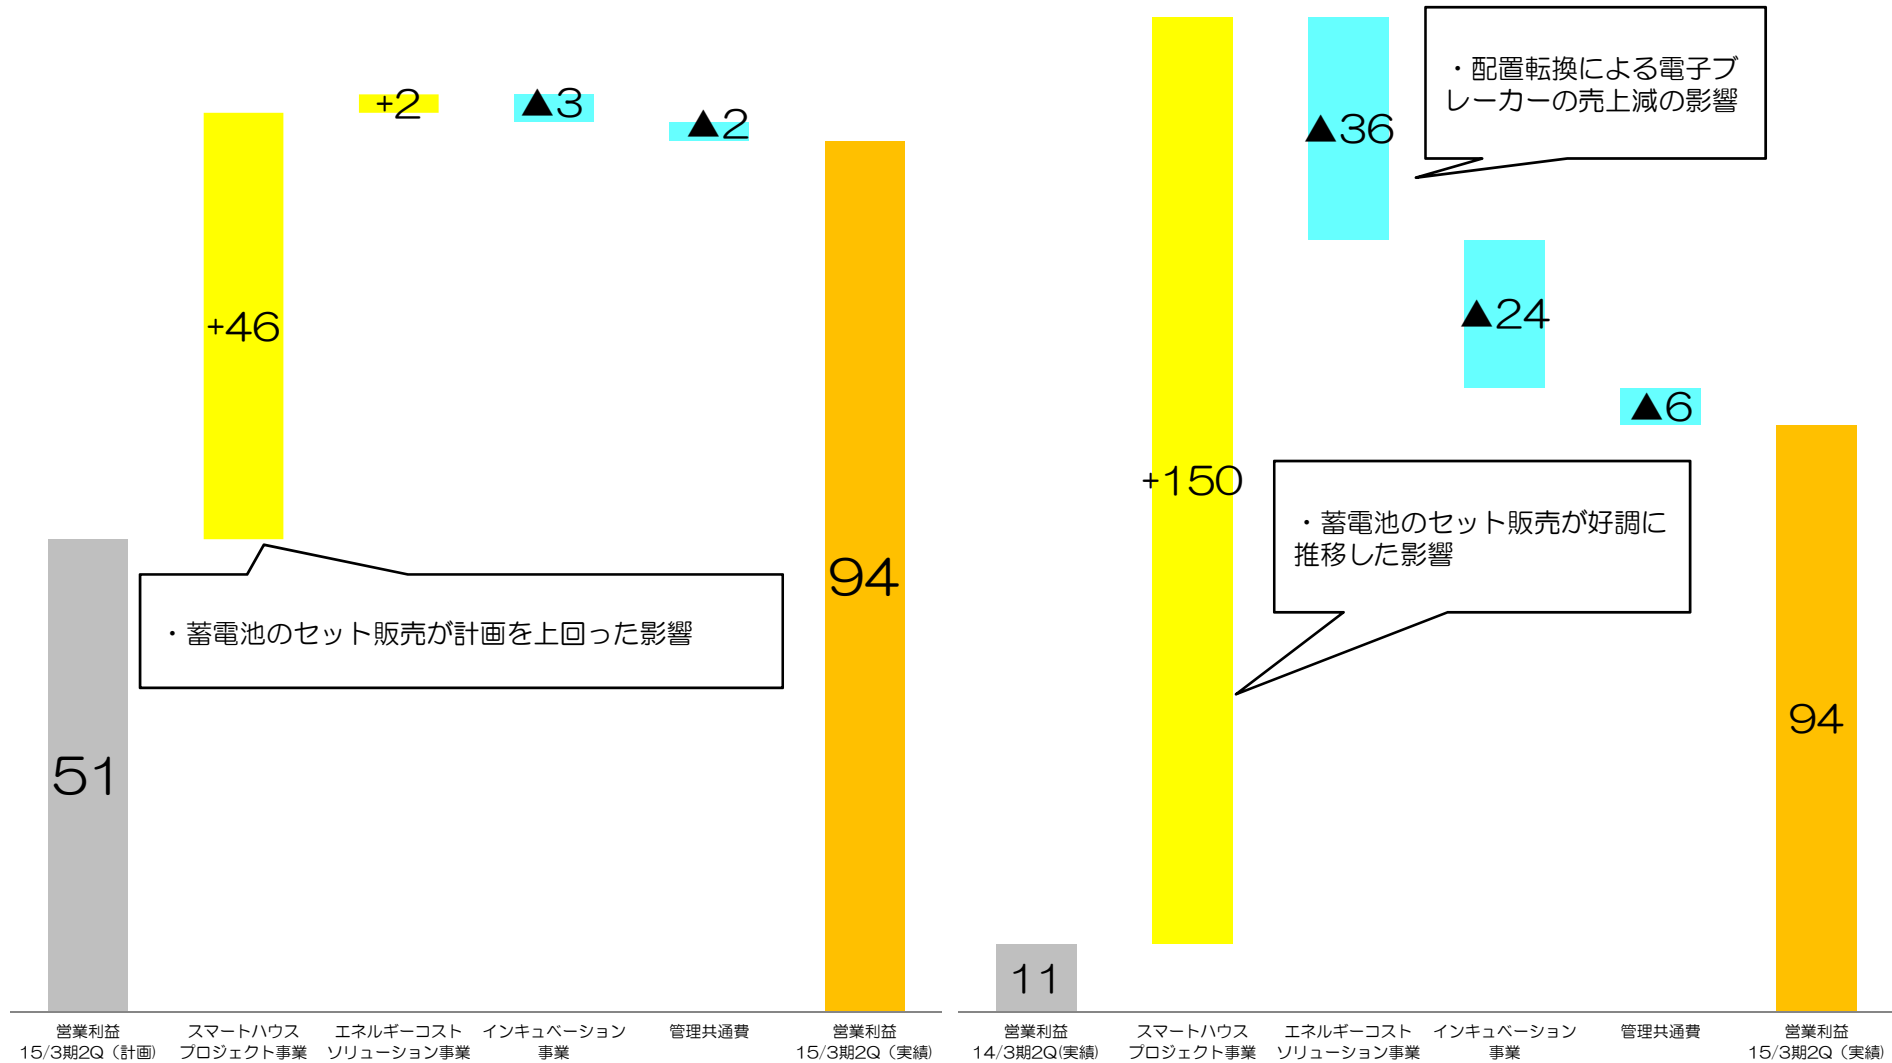 +2
▲3
▲2
+46
・蓄電池のセット販売が計画を上回った影響
51
94
営業利益
15/3期2Q（計画）
スマートハウス
プロジェクト事業
エネルギーコスト
ソリューション事業
インキュベーション
事業
管理共通費
営業利益
15/3期2Q（実績）
・配置転換による電子ブ
レーカーの売上減の影響
▲36
▲24
▲6
+150
・蓄電池のセット販売が好調に
推移した影響
94
11
営業利益
14/3期2Q(実績)
スマートハウス
プロジェクト事業
エネルギーコスト
ソリューション事業
インキュベーション
事業
管理共通費
営業利益
15/3期2Q（実績）